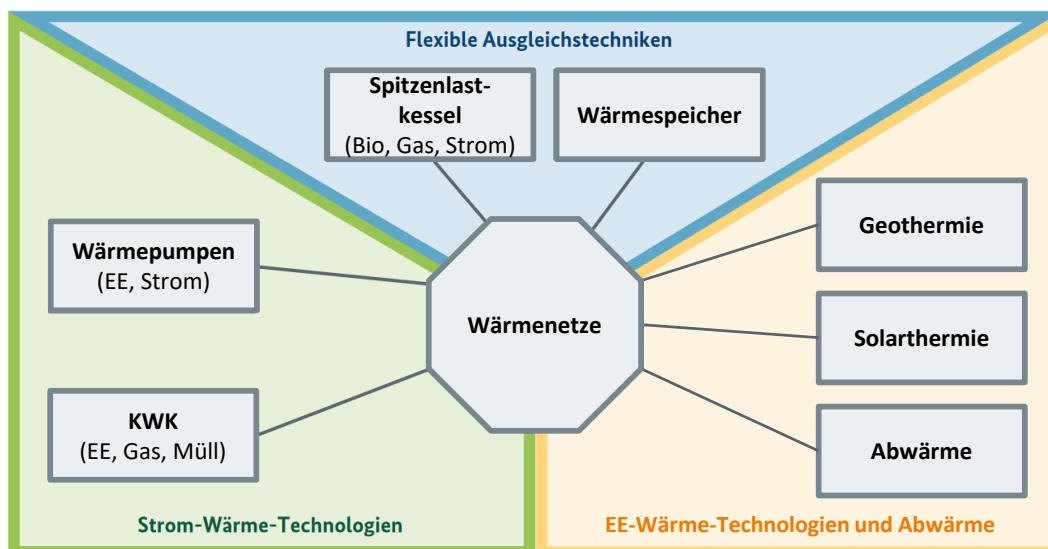 Flexible Ausgleichstechniken
Spitzenlast-
kessel
(Bio, Gas, Strom)
Wärmespeicher
Wärmepumpen
(EE, Strom)
KWK
(EE, Gas, Müll)
Wärmenetze
Geothermie
Solarthermie
Abwärme
Strom-Wärme-Technologien
EE-Wärme-Technologien und Abwärme